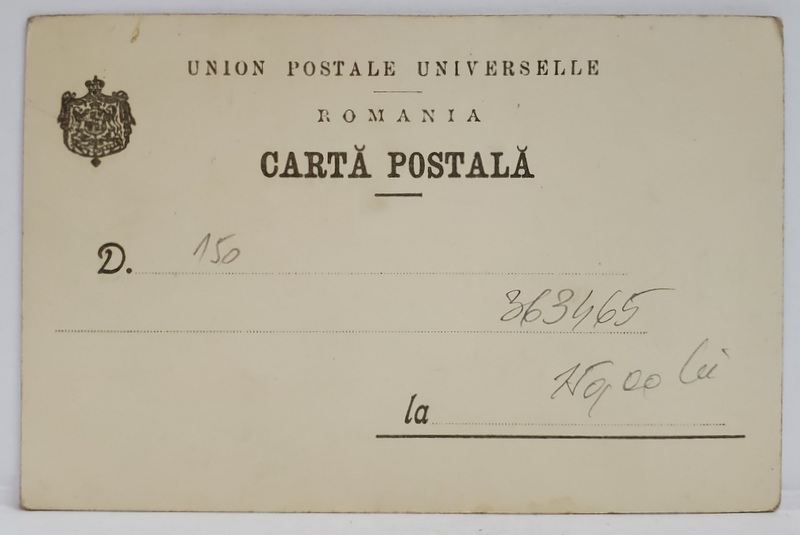 UNION POSTALE UNIVERSELLE
ROMANIA
CARTĂ POSTALĂ
D. 150
363465
la